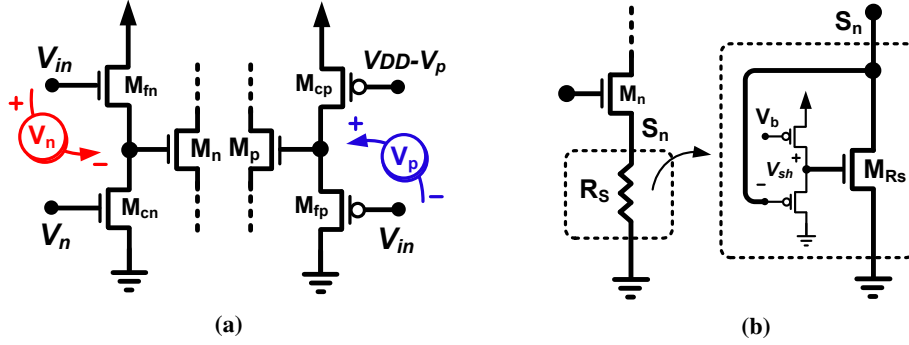 V_in
M_fn
+
V_n
−
M_n
M_cn
V_n
VDD-V_p
M_cp
+
V_p
−
M_p
M_fp
V_in
(a)
M_n
S_n
R_S
S_n
V_b
+
V_sh
−
M_Rs
(b)